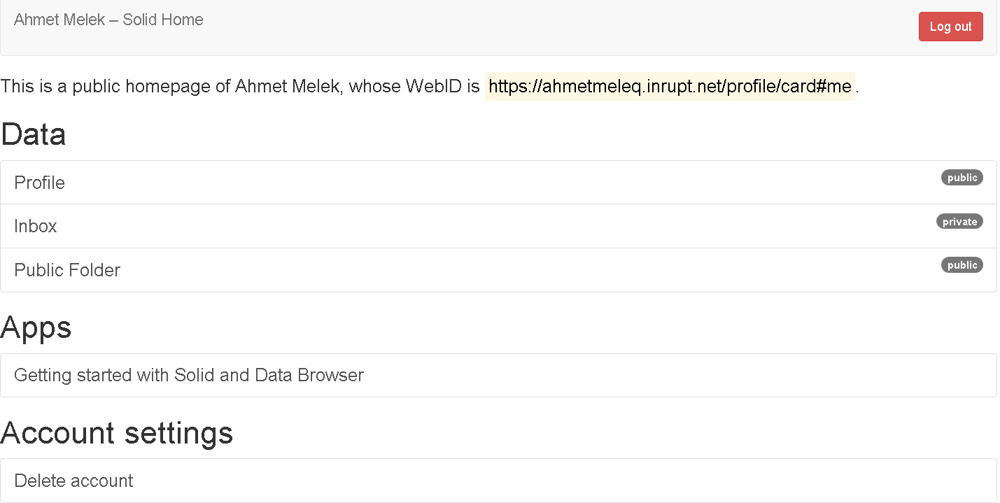 Ahmet Melek – Solid Home
Log out
This is a public homepage of Ahmet Melek, whose WebID is https://ahmetmeleq.inrupt.net/profile/card#me.
Data
Profile public
Inbox private
Public Folder public
Apps
Getting started with Solid and Data Browser
Account settings
Delete account